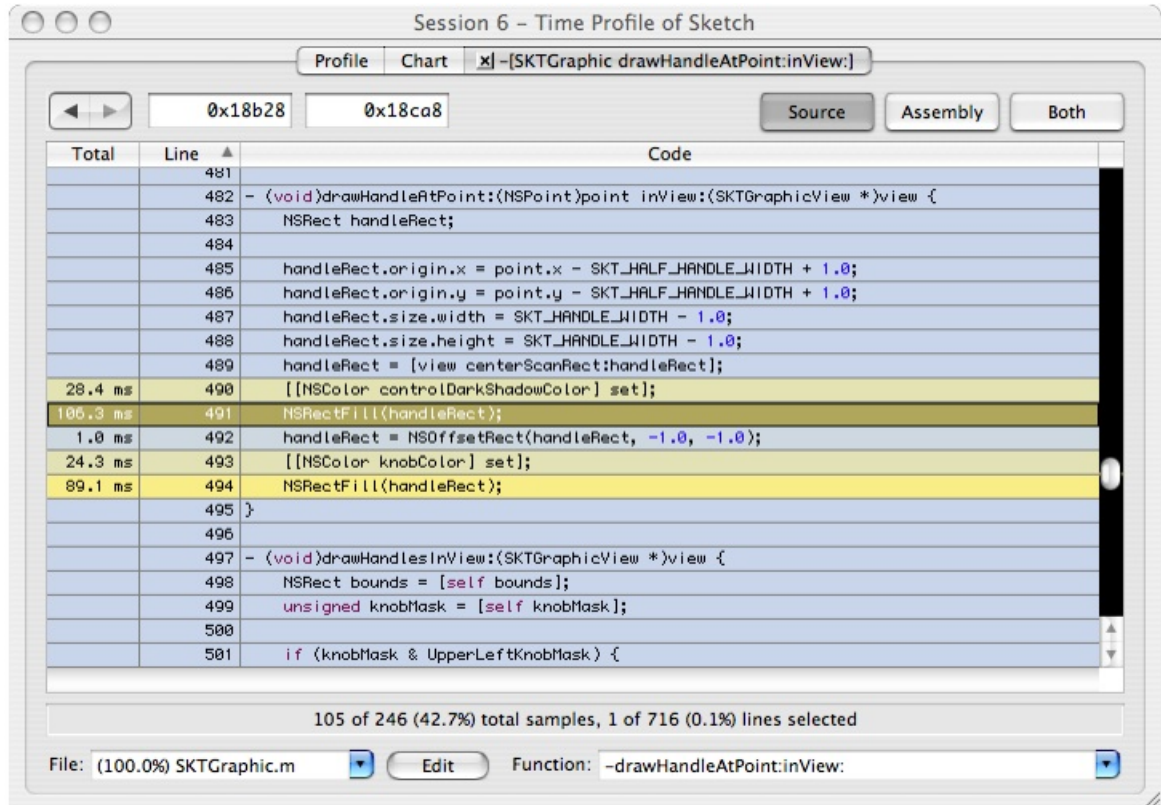 Session 6 – Time Profile of Sketch
Profile Chart x -[SKTGraphic drawHandleAtPoint:inView:]
0x18b28 0x18ca8 Source Assembly Both
Total Line Code
481
482 - (void)drawHandleAtPoint:(NSPoint)point inView:(SKTGraphicView *)view {
483 NSRect handleRect;
484
485 handleRect.origin.x = point.x - SKT_HALF_HANDLE_WIDTH + 1.0;
486 handleRect.origin.y = point.y - SKT_HALF_HANDLE_WIDTH + 1.0;
487 handleRect.size.width = SKT_HANDLE_WIDTH - 1.0;
488 handleRect.size.height = SKT_HANDLE_WIDTH - 1.0;
489 handleRect = [view centerScanRect:handleRect];
28.4 ms 490 [[NSColor controlDarkShadowColor] set];
106.3 ms 491 NSRectFill(handleRect);
1.0 ms 492 handleRect = NSOffsetRect(handleRect, -1.0, -1.0);
24.3 ms 493 [[NSColor knobColor] set];
89.1 ms 494 NSRectFill(handleRect);
495 }
496
497 - (void)drawHandlesInView:(SKTGraphicView *)view {
498 NSRect bounds = [self bounds];
499 unsigned knobMask = [self knobMask];
500
501 if (knobMask & UpperLeftKnobMask) {
105 of 246 (42.7%) total samples, 1 of 716 (0.1%) lines selected
File: (100.0%) SKTGraphic.m Edit Function: -drawHandleAtPoint:inView: